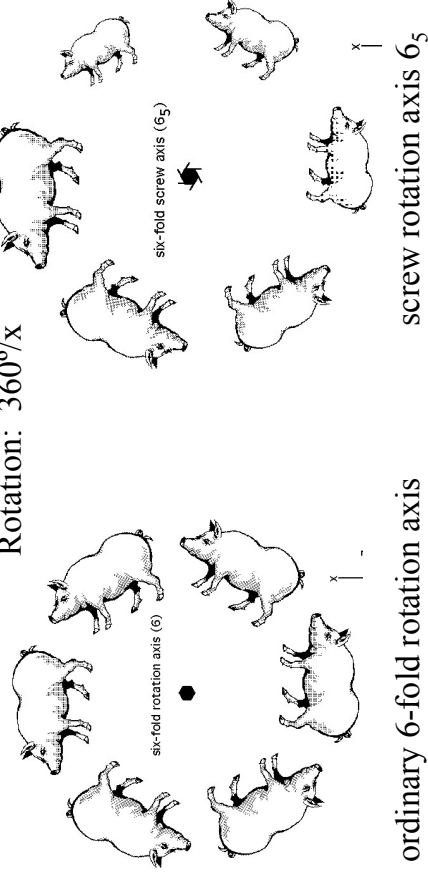 Rotation: 360º/x
six-fold rotation axis (6)
six-fold screw axis (6₅)
x
x
ordinary 6-fold rotation axis
screw rotation axis 6₅